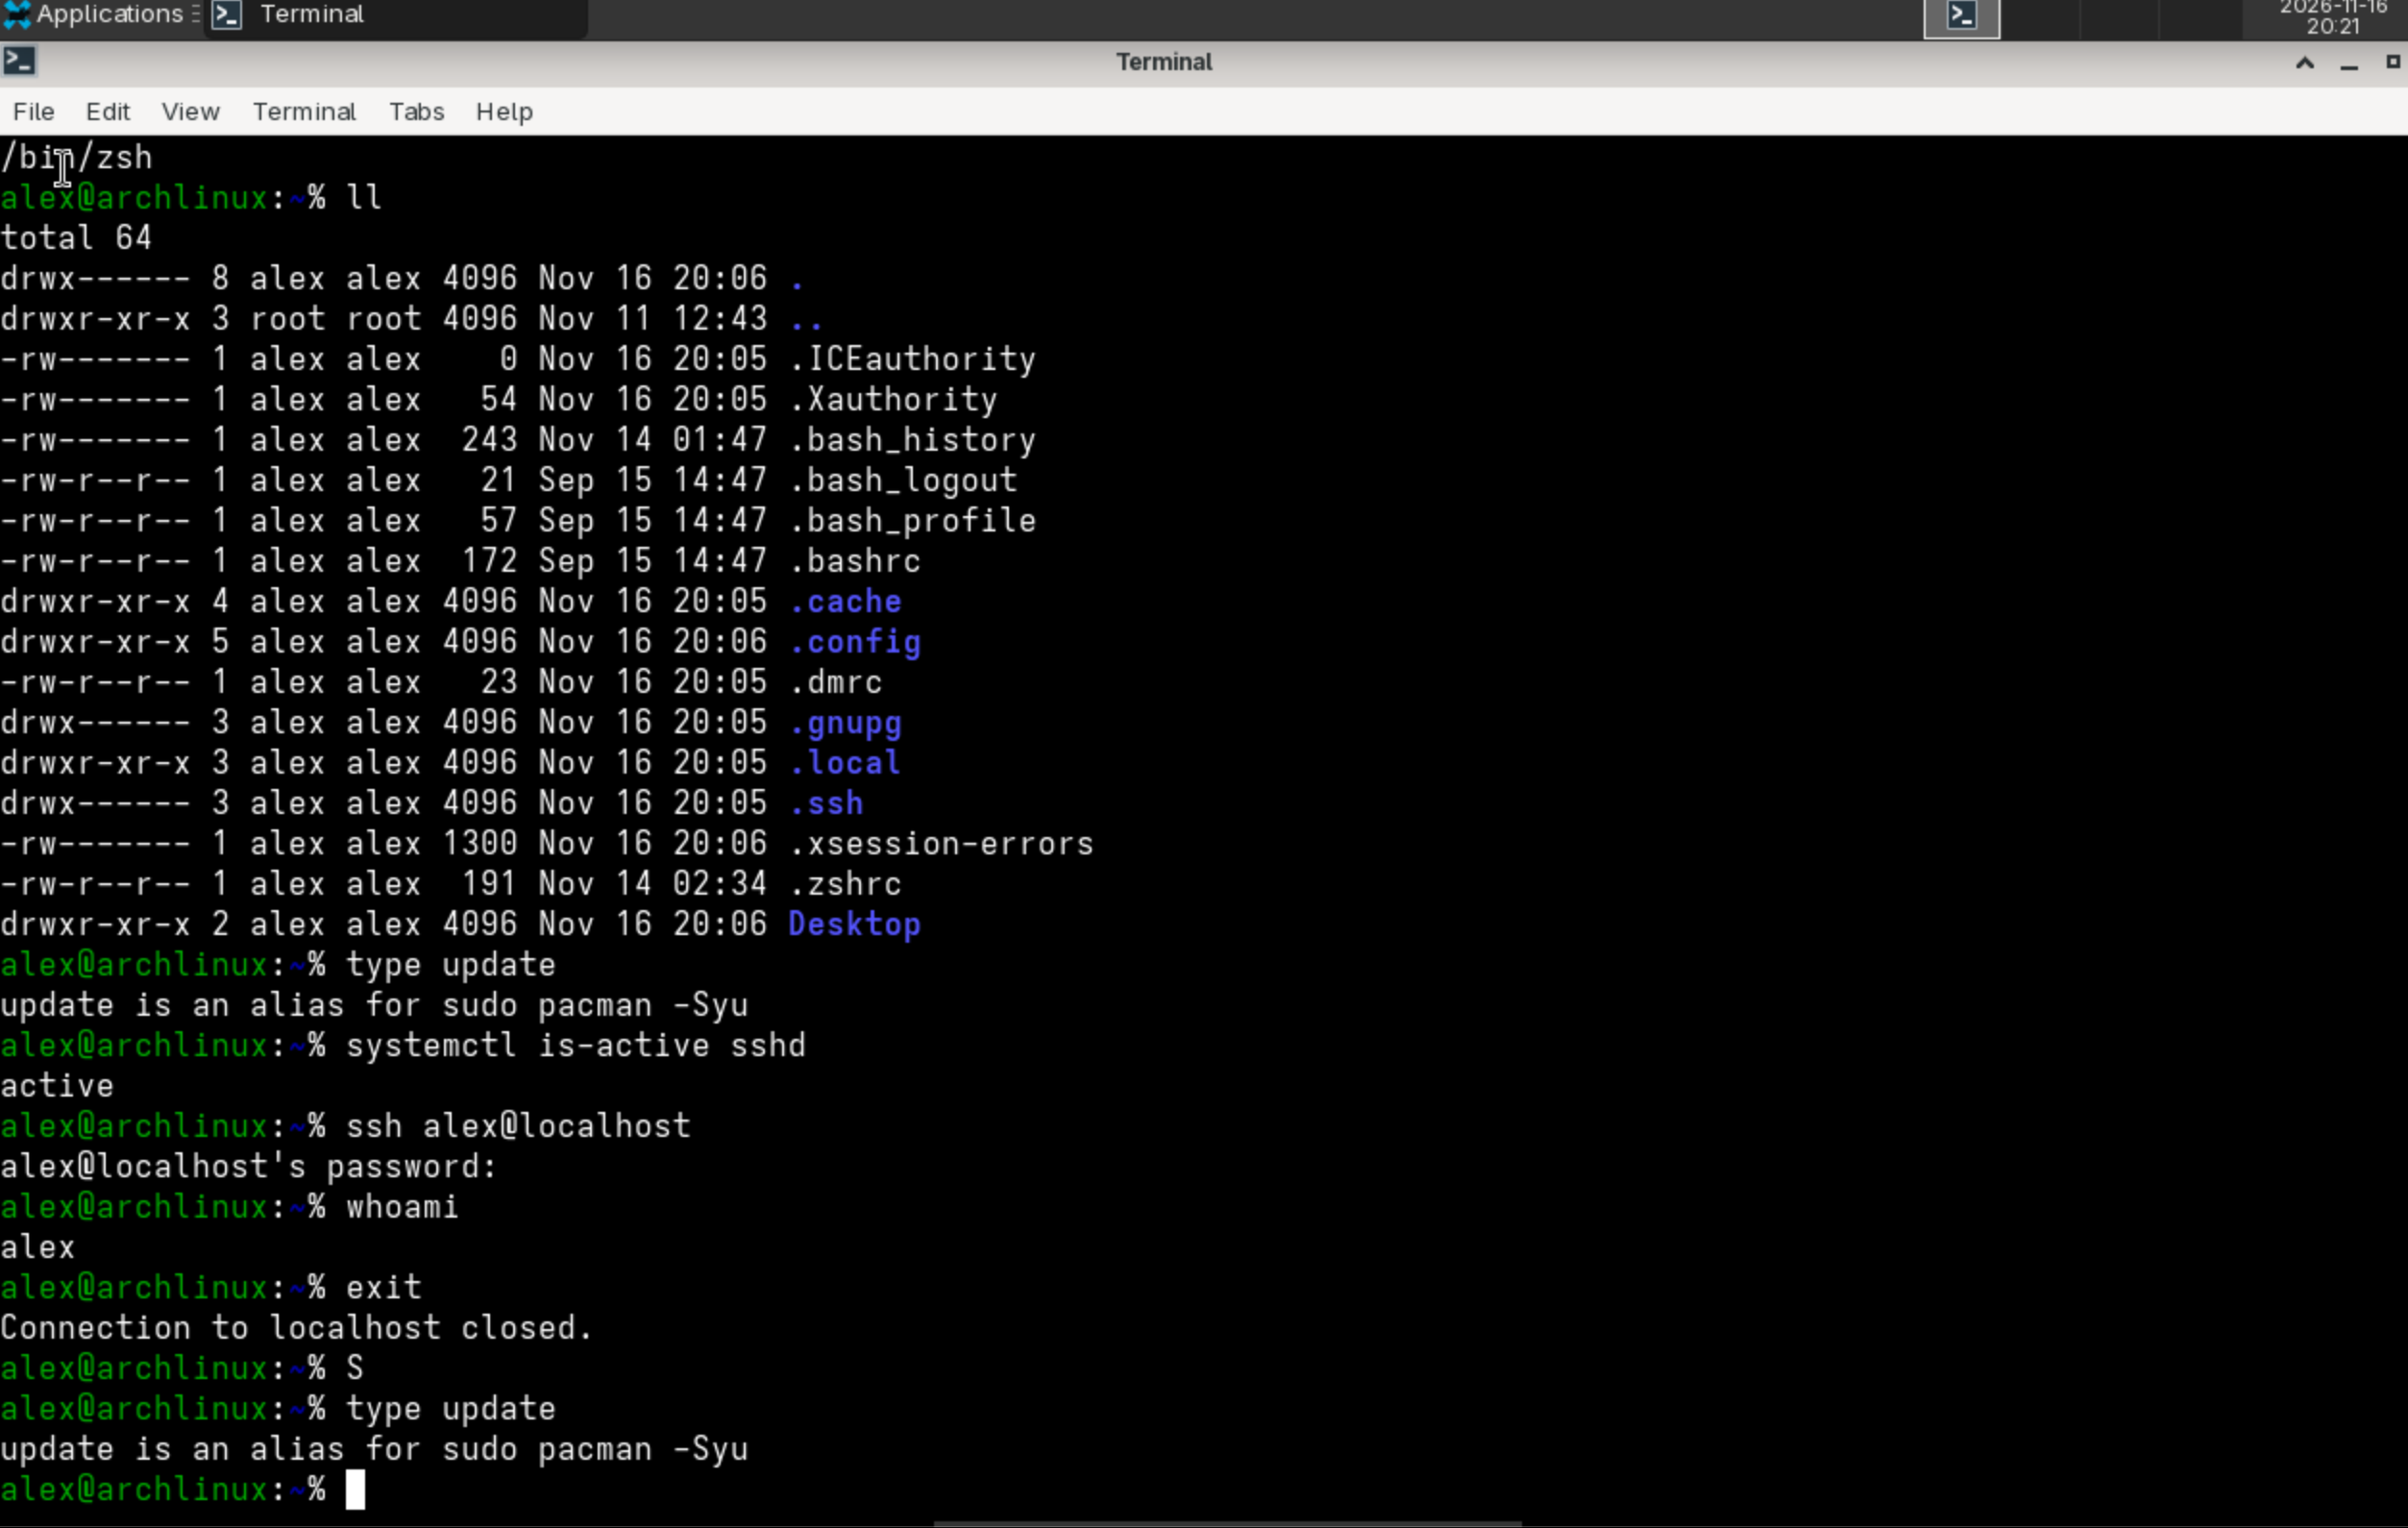 Applications Terminal 2026-11-16
20:21
Terminal
File Edit View Terminal Tabs Help
/bin/zsh
alex@archlinux:~% ll
total 64
drwx------ 8 alex alex 4096 Nov 16 20:06 .
drwxr-xr-x 3 root root 4096 Nov 11 12:43 ..
-rw------- 1 alex alex    0 Nov 16 20:05 .ICEauthority
-rw------- 1 alex alex   54 Nov 16 20:05 .Xauthority
-rw------- 1 alex alex  243 Nov 14 01:47 .bash_history
-rw-r--r-- 1 alex alex   21 Sep 15 14:47 .bash_logout
-rw-r--r-- 1 alex alex   57 Sep 15 14:47 .bash_profile
-rw-r--r-- 1 alex alex  172 Sep 15 14:47 .bashrc
drwxr-xr-x 4 alex alex 4096 Nov 16 20:05 .cache
drwxr-xr-x 5 alex alex 4096 Nov 16 20:06 .config
-rw-r--r-- 1 alex alex   23 Nov 16 20:05 .dmrc
drwx------ 3 alex alex 4096 Nov 16 20:05 .gnupg
drwxr-xr-x 3 alex alex 4096 Nov 16 20:05 .local
drwx------ 3 alex alex 4096 Nov 16 20:05 .ssh
-rw------- 1 alex alex 1300 Nov 16 20:06 .xsession-errors
-rw-r--r-- 1 alex alex  191 Nov 14 02:34 .zshrc
drwxr-xr-x 2 alex alex 4096 Nov 16 20:06 Desktop
alex@archlinux:~% type update
update is an alias for sudo pacman -Syu
alex@archlinux:~% systemctl is-active sshd
active
alex@archlinux:~% ssh alex@localhost
alex@localhost's password:
alex@archlinux:~% whoami
alex
alex@archlinux:~% exit
Connection to localhost closed.
alex@archlinux:~% S
alex@archlinux:~% type update
update is an alias for sudo pacman -Syu
alex@archlinux:~%